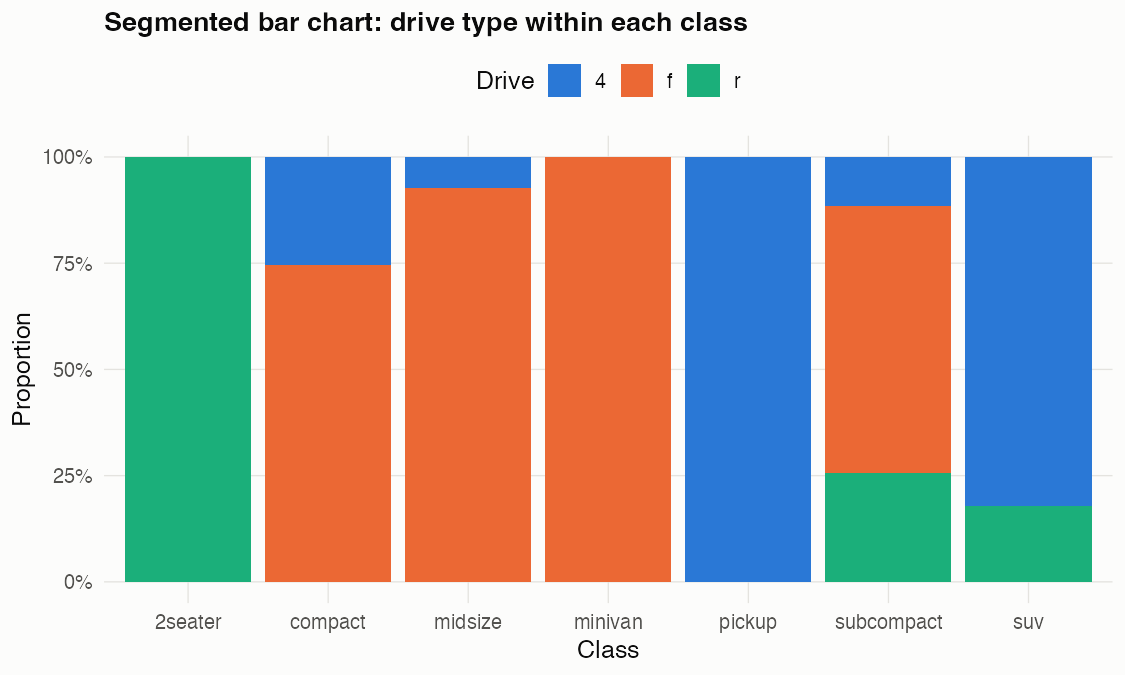 Segmented bar chart: drive type within each class
Drive 4 f r
100%
75%
50%
25%
0%
Proportion
2seater compact midsize minivan pickup subcompact suv
Class